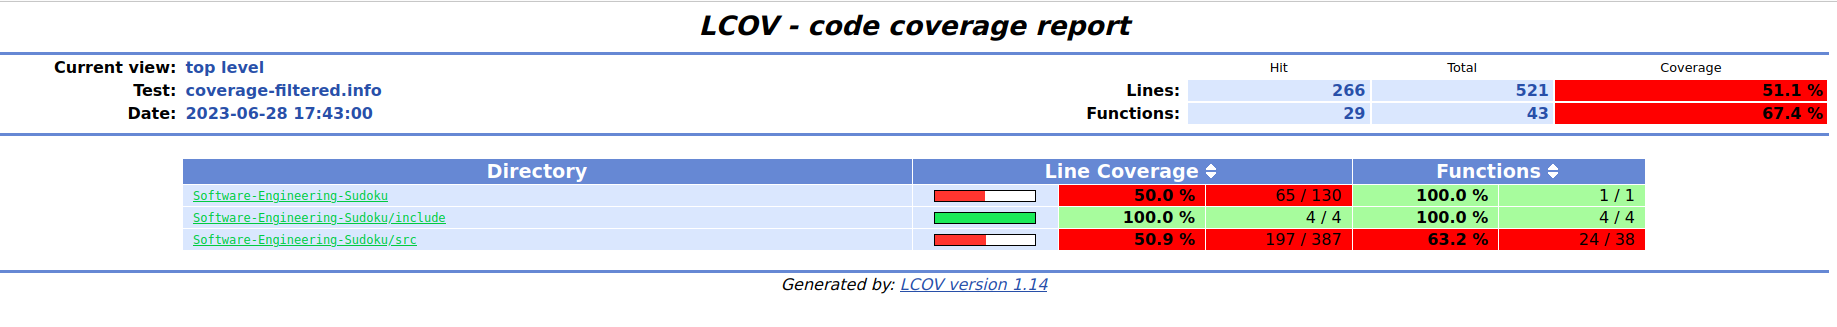 LCOV - code coverage report
Current view: top level Hit Total Coverage
Test: coverage-filtered.info Lines: 266 521 51.1 %
Date: 2023-06-28 17:43:00 Functions: 29 43 67.4 %
Directory Line Coverage Functions
Software-Engineering-Sudoku 50.0 % 65 / 130 100.0 % 1 / 1
Software-Engineering-Sudoku/include 100.0 % 4 / 4 100.0 % 4 / 4
Software-Engineering-Sudoku/src 50.9 % 197 / 387 63.2 % 24 / 38
Generated by: LCOV version 1.14